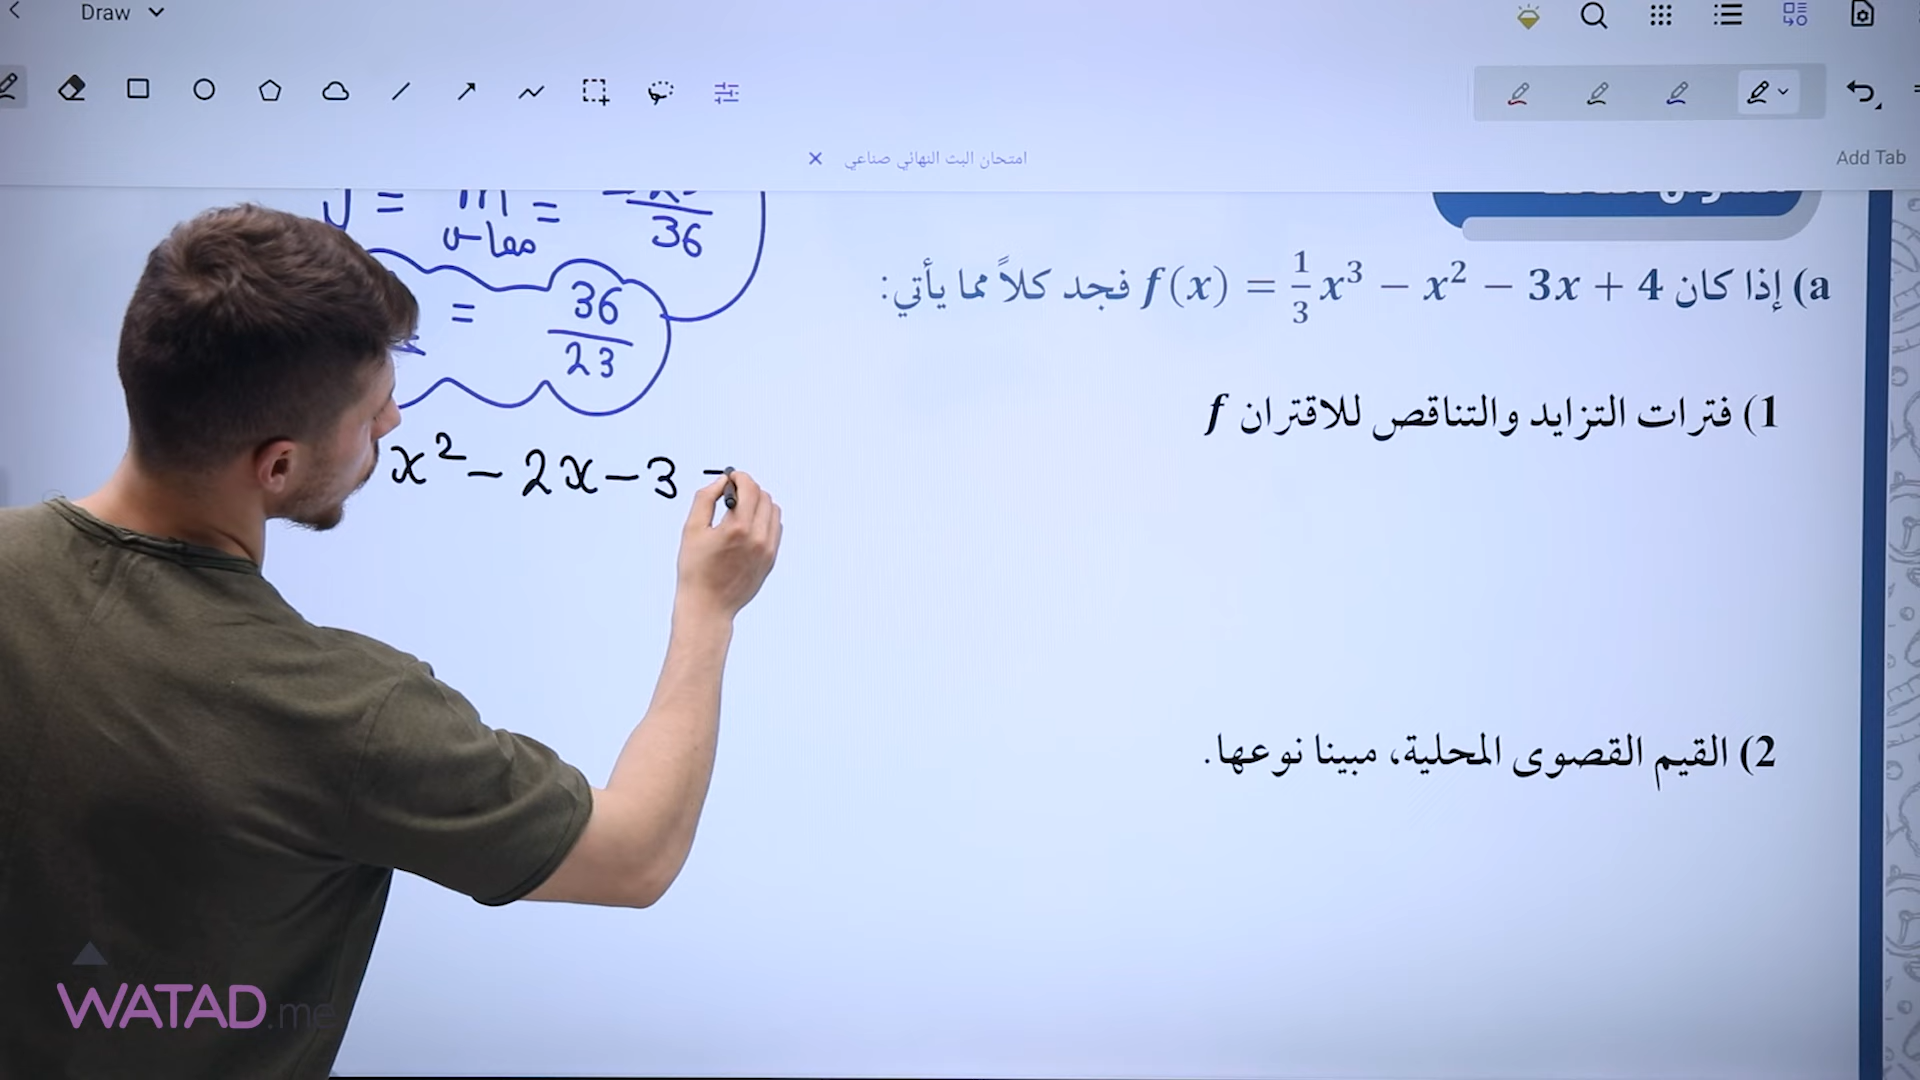 Draw
امتحان البت النهائي صناعي
Add Tab
y = m مماس =
36
= 36/23
a) إذا كان f(x) = 1/3 x³ − x² − 3x + 4 فجد كلاً مما يأتي:
1) فترات التزايد والتناقص للاقتران f
x² − 2x − 3
2) القيم القصوى المحلية، مبينا نوعها.
WATAD.me